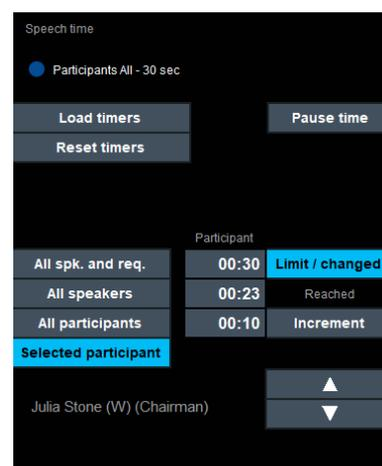 Speech time
Participants All - 30 sec
Load timers
Pause time
Reset timers
Participant
All spk. and req.
00:30
Limit / changed
All speakers
00:23
Reached
All participants
00:10
Increment
Selected participant
Julia Stone (W) (Chairman)